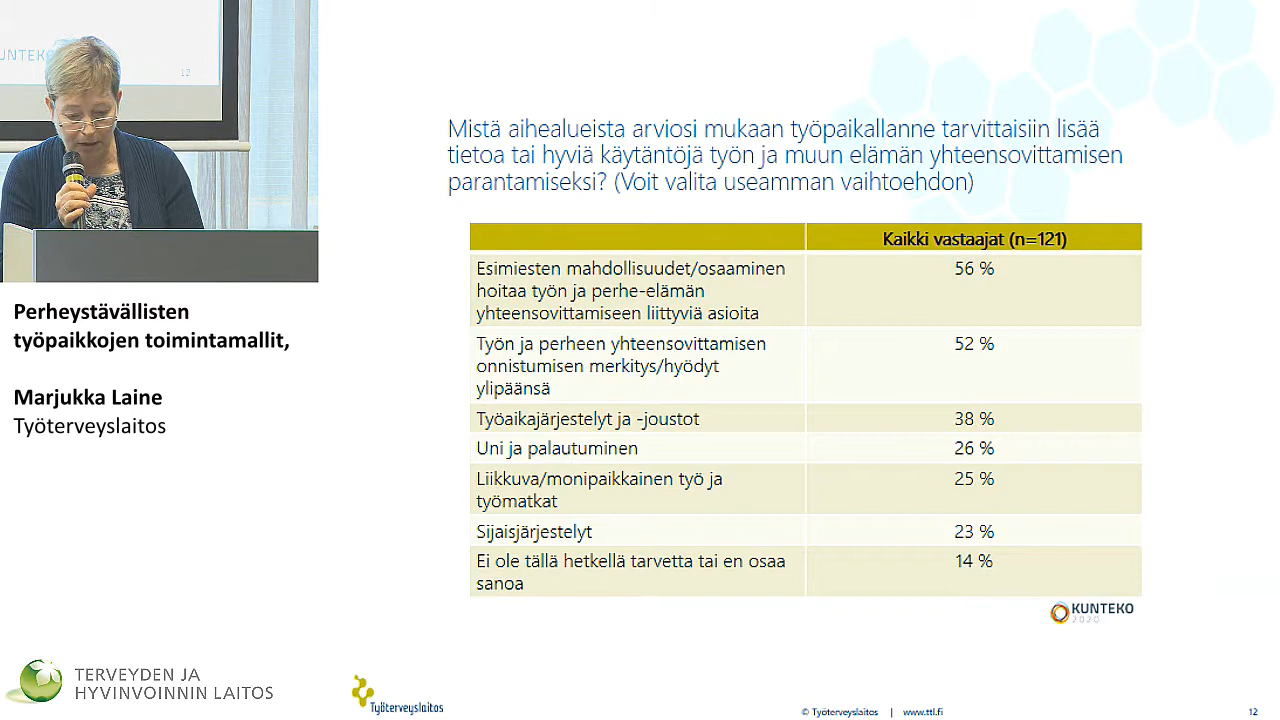 UNTEK
12
Perheystävällisten
työpaikkojen toimintamallit,
Marjukka Laine
Työterveyslaitos
TERVEYDEN JA
HYVINVOINNIN LAITOS
Mistä aihealueista arviosi mukaan työpaikallanne tarvittaisiin lisää
tietoa tai hyviä käytäntöjä työn ja muun elämän yhteensovittamisen
parantamiseksi? (Voit valita useamman vaihtoehdon)
Kaikki vastaajat (n=121)
Esimiesten mahdollisuudet/osaaminen 56 %
hoitaa työn ja perhe-elämän
yhteensovittamiseen liittyviä asioita
Työn ja perheen yhteensovittamisen 52 %
onnistumisen merkitys/hyödyt
ylipäänsä
Työaikajärjestelyt ja -joustot 38 %
Uni ja palautuminen 26 %
Liikkuva/monipaikkainen työ ja 25 %
työmatkat
Sijaisjärjestelyt 23 %
Ei ole tällä hetkellä tarvetta tai en osaa 14 %
sanoa
KUNTEKO
2020
Työterveyslaitos
© Työterveyslaitos | www.ttl.fi
12